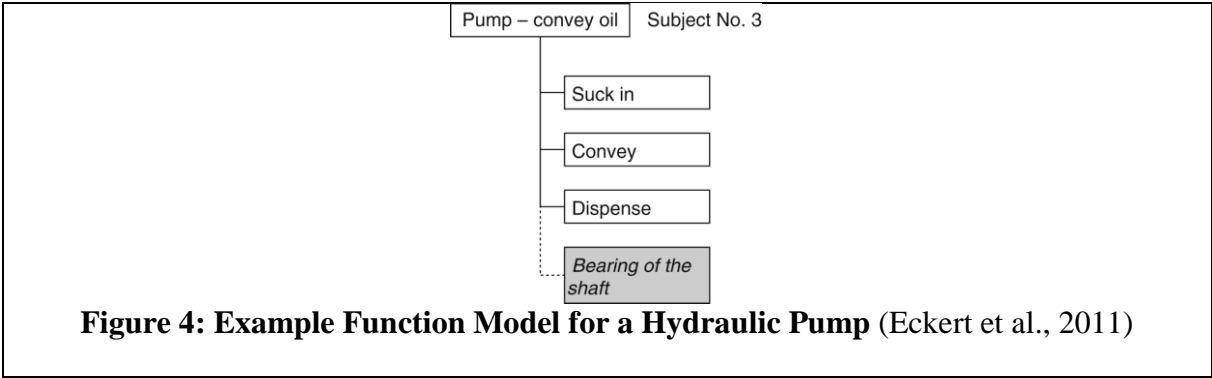 Pump – convey oil Subject No. 3
Suck in
Convey
Dispense
Bearing of the
shaft
Figure 4: Example Function Model for a Hydraulic Pump (Eckert et al., 2011)